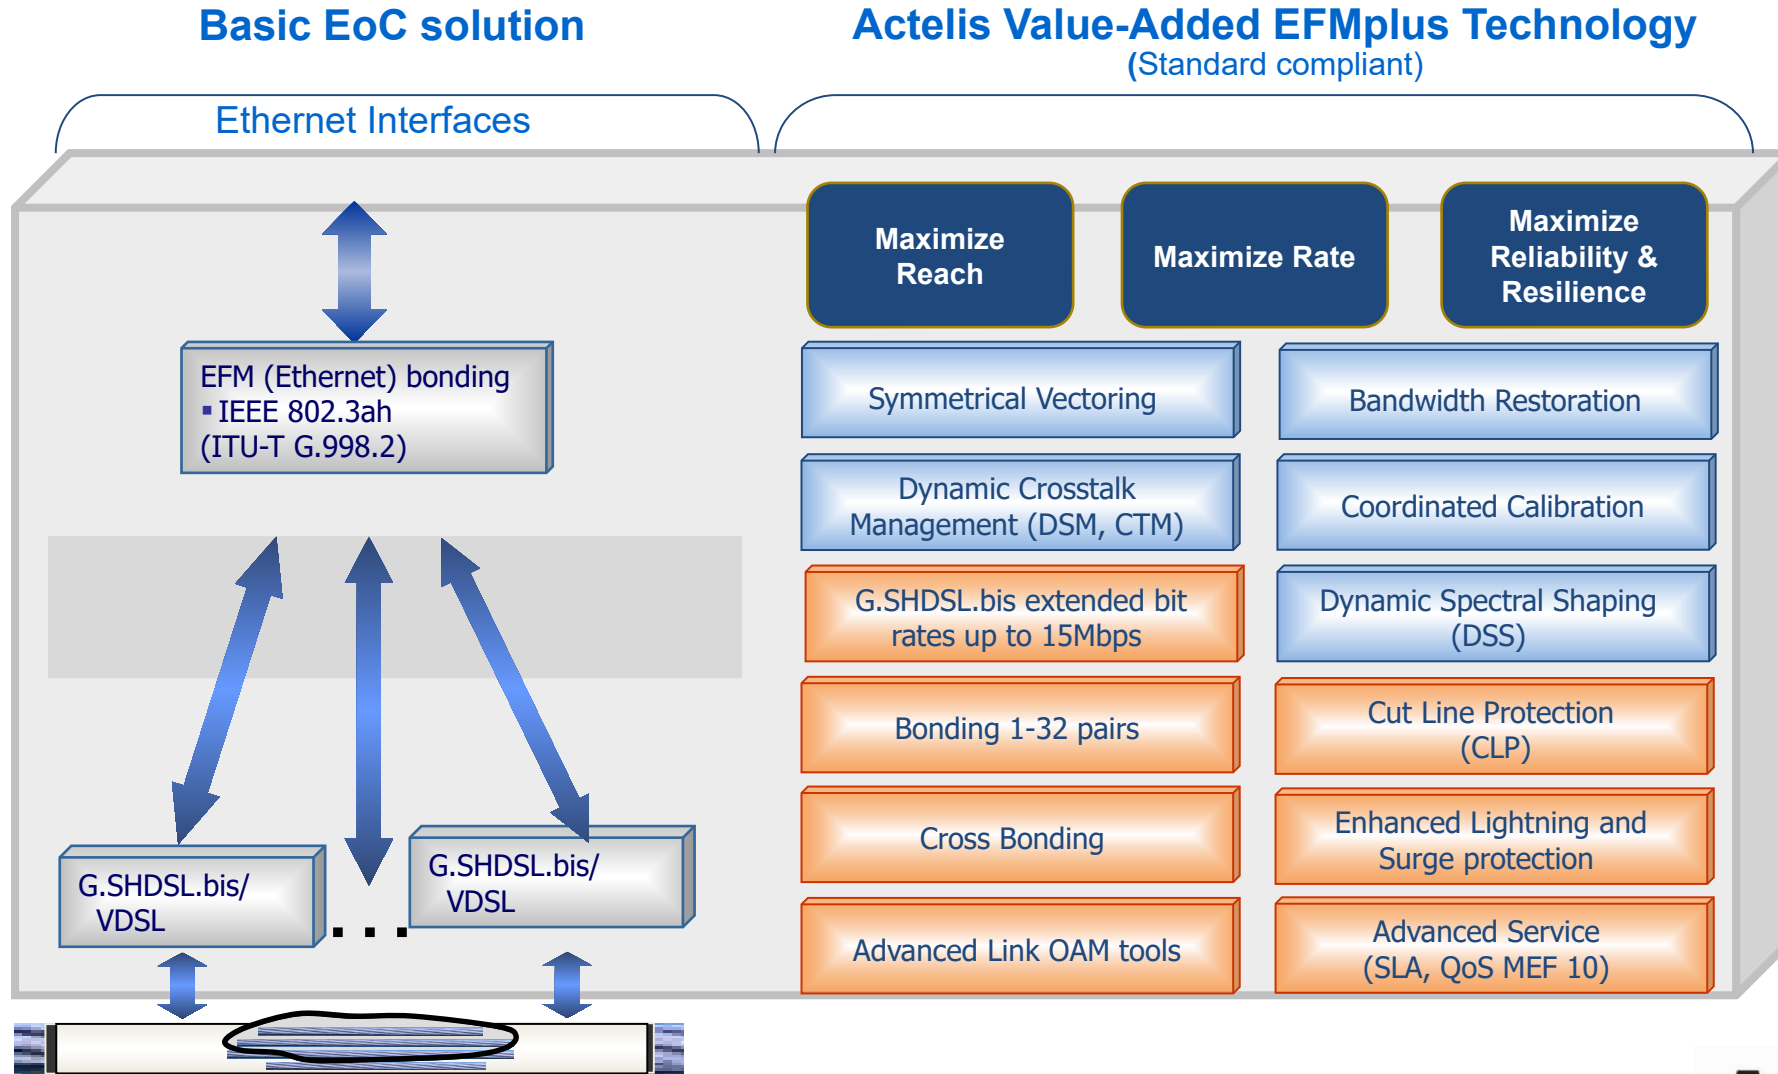 Basic EoC solution
Actelis Value-Added EFMplus Technology
(Standard compliant)
Ethernet Interfaces
EFM (Ethernet) bonding
▪ IEEE 802.3ah
(ITU-T G.998.2)
G.SHDSL.bis/
VDSL
. . .
G.SHDSL.bis/
VDSL
Maximize
Reach
Maximize Rate
Maximize
Reliability &
Resilience
Symmetrical Vectoring
Bandwidth Restoration
Dynamic Crosstalk
Management (DSM, CTM)
Coordinated Calibration
G.SHDSL.bis extended bit
rates up to 15Mbps
Dynamic Spectral Shaping
(DSS)
Bonding 1-32 pairs
Cut Line Protection
(CLP)
Cross Bonding
Enhanced Lightning and
Surge protection
Advanced Link OAM tools
Advanced Service
(SLA, QoS MEF 10)